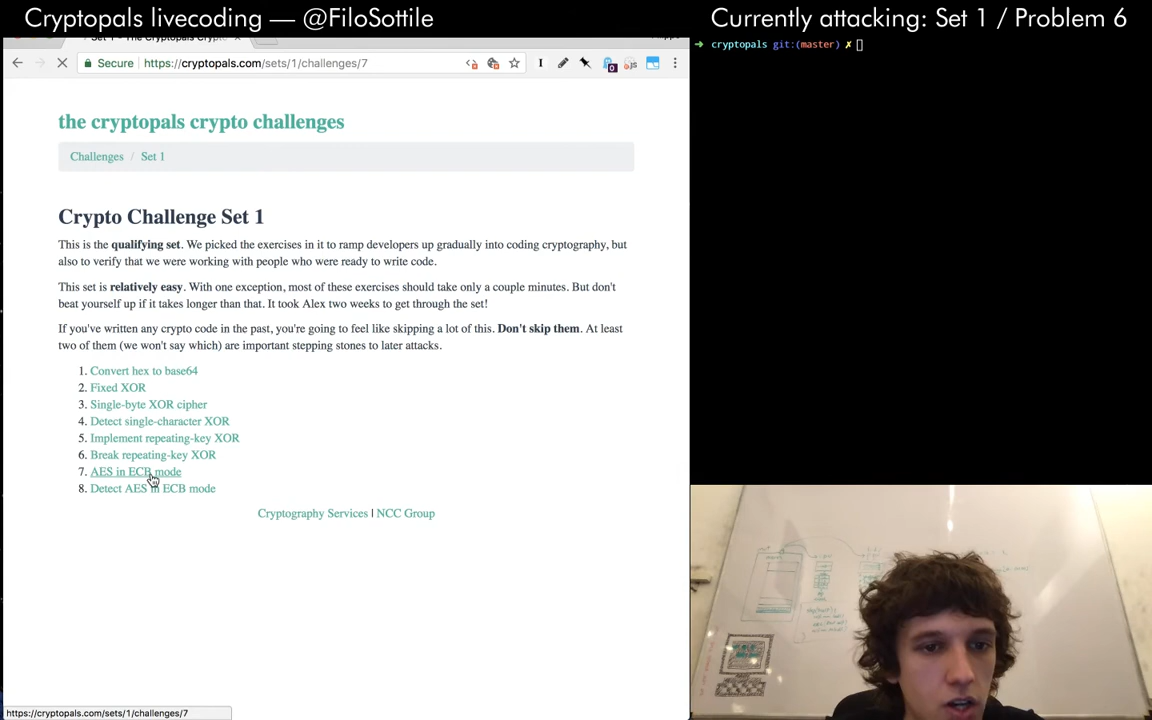 Cryptopals livecoding — @FiloSottile
Currently attacking: Set 1 / Problem 6
Set 1 - The Cryptopals Crypt
Secure
https://cryptopals.com/sets/1/challenges/7
the cryptopals crypto challenges
Challenges / Set 1
Crypto Challenge Set 1
This is the qualifying set. We picked the exercises in it to ramp developers up gradually into coding cryptography, but
also to verify that we were working with people who were ready to write code.
This set is relatively easy. With one exception, most of these exercises should take only a couple minutes. But don't
beat yourself up if it takes longer than that. It took Alex two weeks to get through the set!
If you've written any crypto code in the past, you're going to feel like skipping a lot of this. Don't skip them. At least
two of them (we won't say which) are important stepping stones to later attacks.
1. Convert hex to base64
2. Fixed XOR
3. Single-byte XOR cipher
4. Detect single-character XOR
5. Implement repeating-key XOR
6. Break repeating-key XOR
7. AES in ECB mode
8. Detect AES in ECB mode
Cryptography Services | NCC Group
https://cryptopals.com/sets/1/challenges/7
➜ cryptopals git:(master) ✗